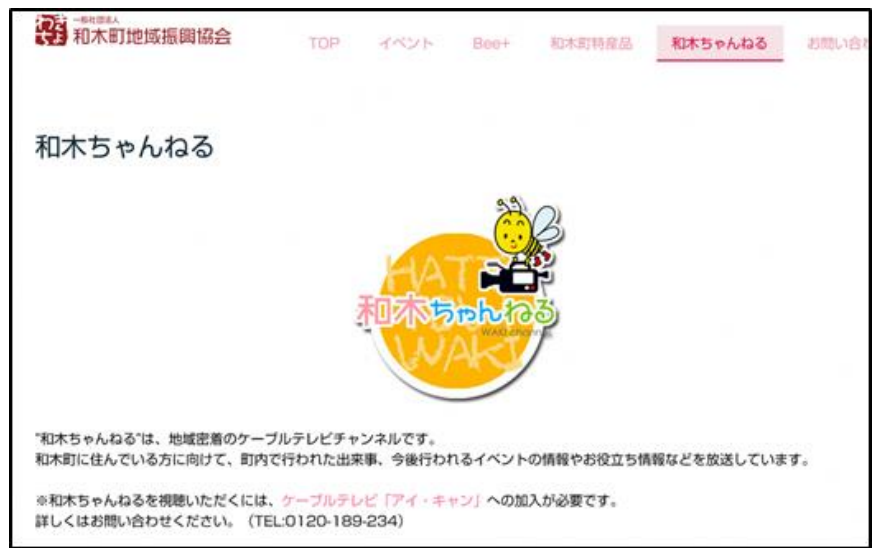 わきちよ
一般社団法人
和木町地域振興協会
TOP イベント Bee+ 和木町特産品 和木ちゃんねる お問い合わ
和木ちゃんねる
HAT
和木ちゃんねる
WAKI channel
WAKI
"和木ちゃんねる"は、地域密着のケーブルテレビチャンネルです。
和木町に住んでいる方に向けて、町内で行われた出来事、今後行われるイベントの情報やお役立ち情報などを放送しています。
※和木ちゃんねるを視聴いただくには、ケーブルテレビ「アイ・キャン」への加入が必要です。
詳しくはお問い合わせください。（TEL:0120-189-234）